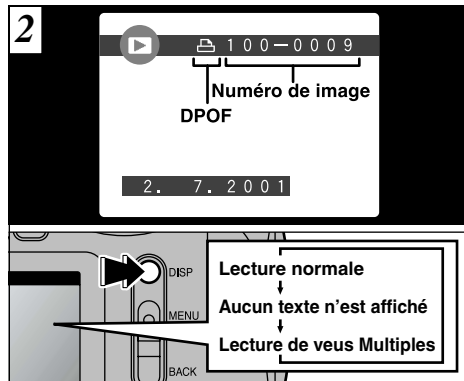 2
100-0009
Numéro de image
DPOF
2. 7. 2001
DISP
MENU
BACK
Lecture normale
Aucun texte n'est affiché
Lecture de veus Multiples